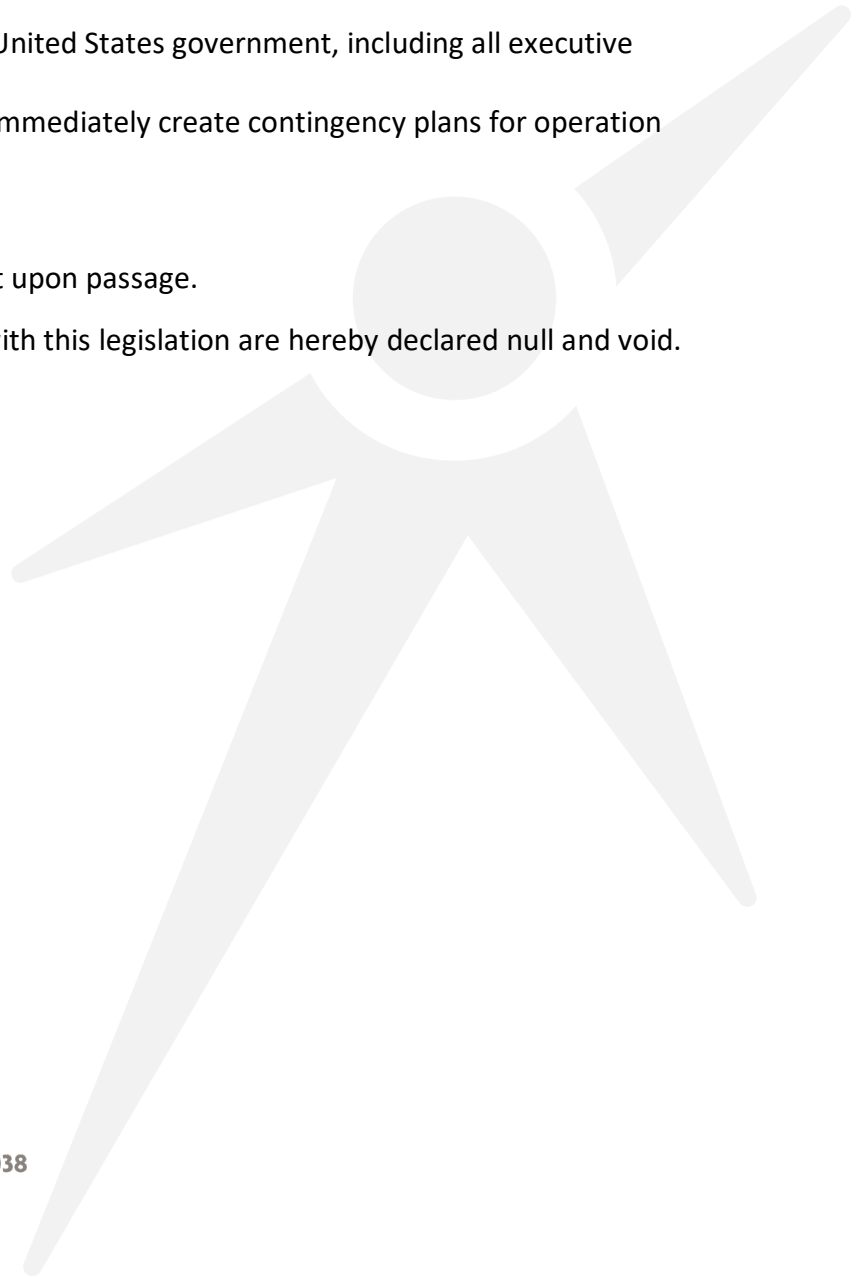 United States government, including all executive
mmediately create contingency plans for operation
t upon passage.
ith this legislation are hereby declared null and void.
38